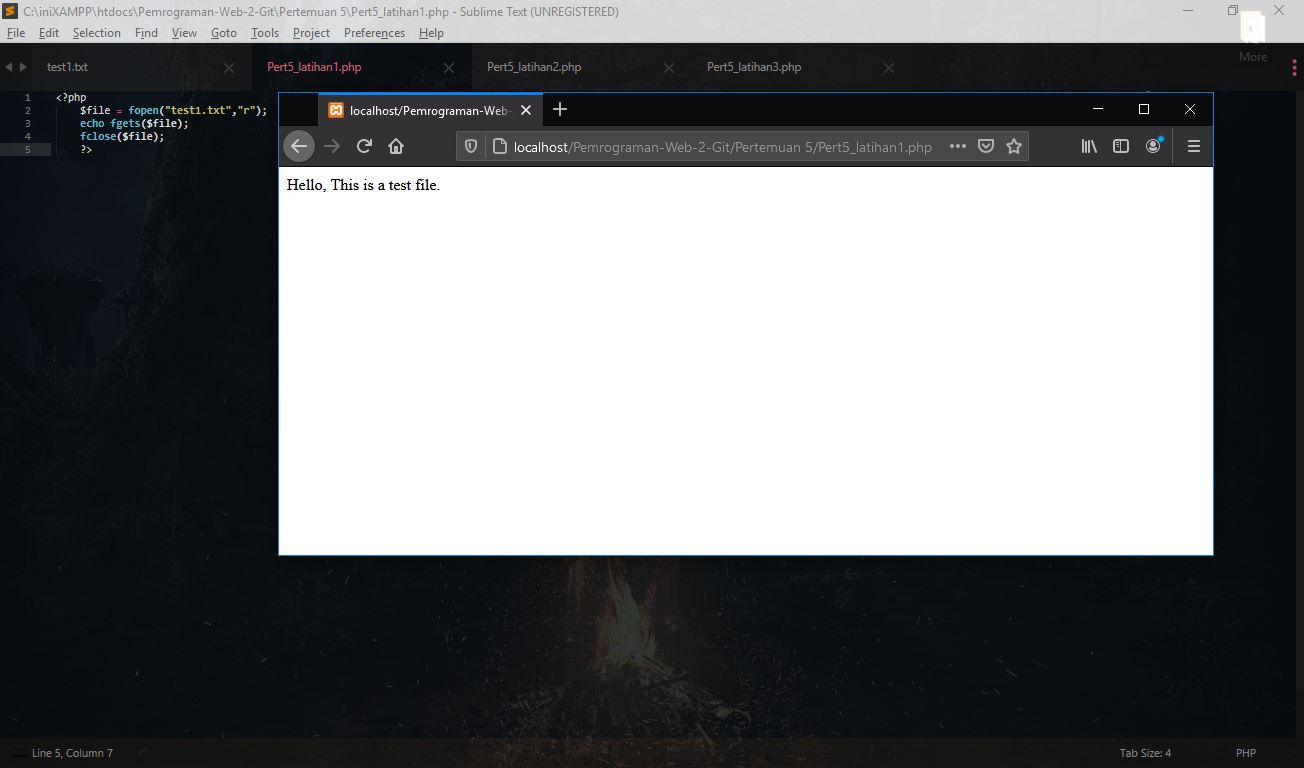 C:\iniXAMPP\htdocs\Pemrograman-Web-2-Git\Pertemuan 5\Pert5_latihan1.php - Sublime Text (UNREGISTERED)
File Edit Selection Find View Goto Tools Project Preferences Help
More
test1.txt Pert5_latihan1.php Pert5_latihan2.php Pert5_latihan3.php
1 <?php
2 $file = fopen("test1.txt","r");
3 echo fgets($file);
4 fclose($file);
5 ?>
localhost/Pemrograman-Web-
localhost/Pemrograman-Web-2-Git/Pertemuan 5/Pert5_latihan1.php
Hello, This is a test file.
Line 5, Column 7 Tab Size: 4 PHP